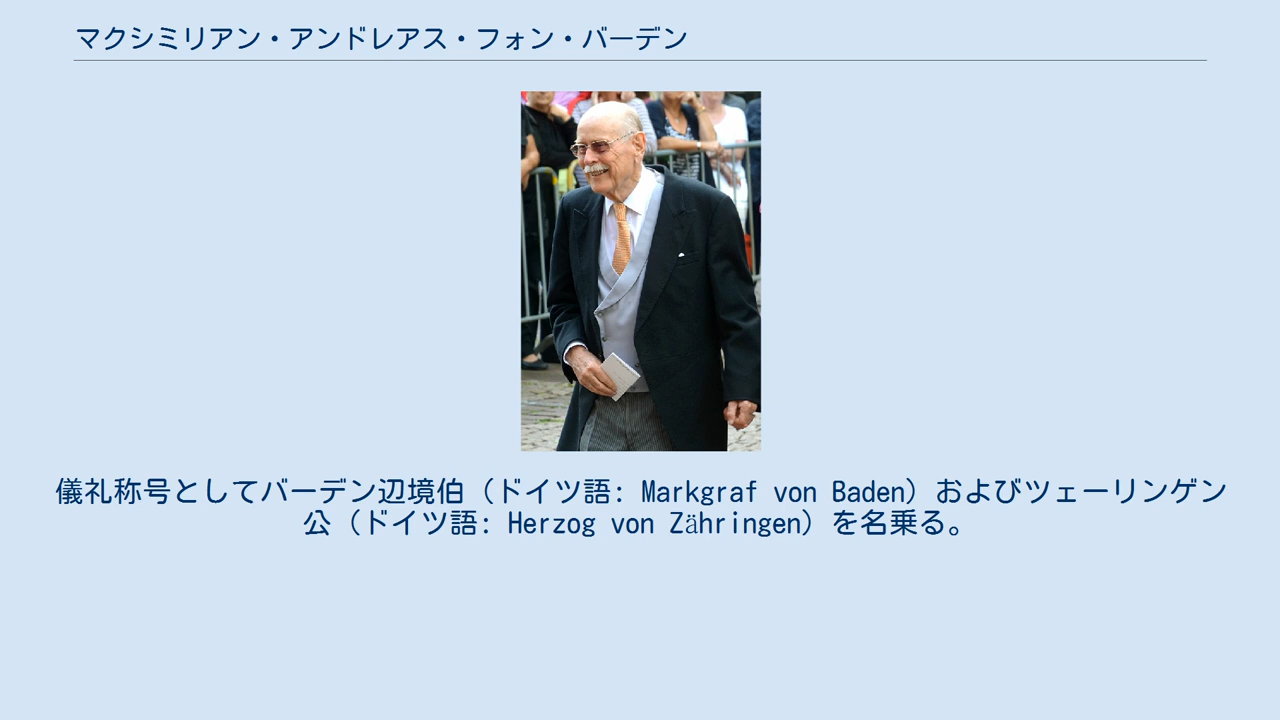 マクシミリアン・アンドレアス・フォン・バーデン
儀礼称号としてバーデン辺境伯（ドイツ語: Markgraf von Baden）およびツェーリンゲン
公（ドイツ語: Herzog von Zähringen）を名乗る。